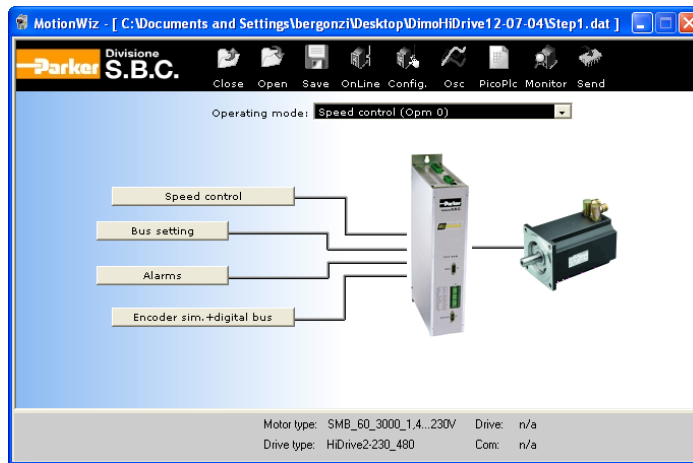 MotionWiz - [ C:\Documents and Settings\bergonzi\Desktop\DimoHiDrive12-07-04\Step1.dat ]
Parker Divisione S.B.C.
Close Open Save OnLine Config. Osc PicoPlc Monitor Send
Operating mode: Speed control (Opm 0)
Speed control
Bus setting
Parker
S.B.C.
Alarms
Encoder sim.+digital bus
Motor type: SMB_60_3000_1,4...230V Drive: n/a
Drive type: HiDrive2-230_480 Com: n/a